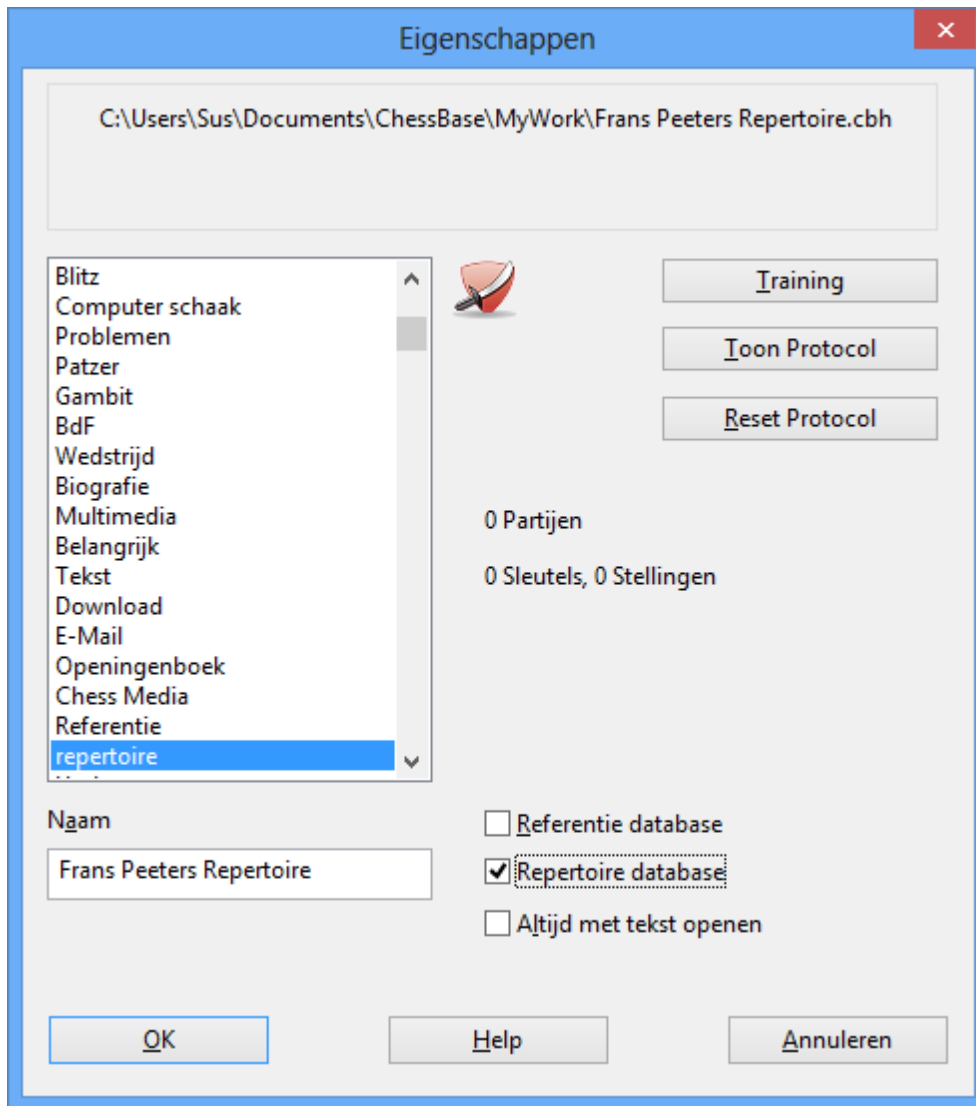 Eigenschappen
C:\Users\Sus\Documents\ChessBase\MyWork\Frans Peeters Repertoire.cbh
Blitz
Computer schaak
Problemen
Patzer
Gambit
BdF
Wedstrijd
Biografie
Multimedia
Belangrijk
Tekst
Download
E-Mail
Openingenboek
Chess Media
Referentie
repertoire
Training
Toon Protocol
Reset Protocol
0 Partijen
0 Sleutels, 0 Stellingen
Naam
Frans Peeters Repertoire
Referentie database
Repertoire database
Altijd met tekst openen
OK
Help
Annuleren